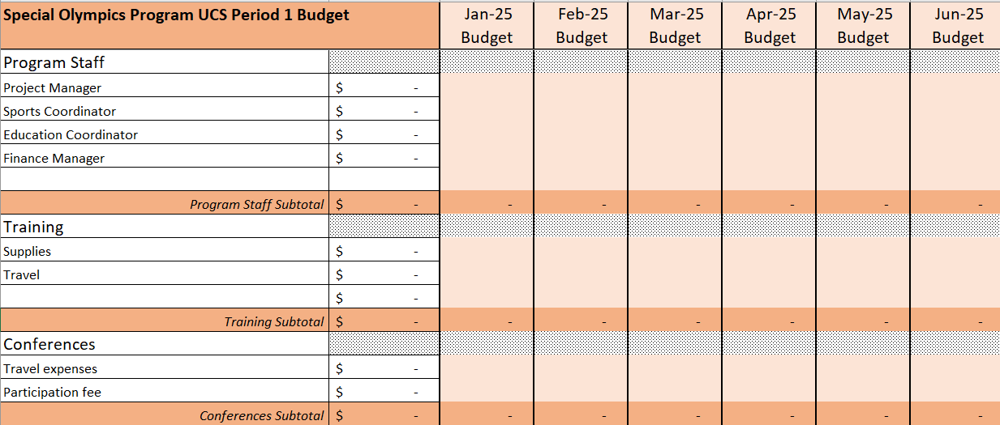 Special Olympics Program UCS Period 1 Budget Jan-25 Feb-25 Mar-25 Apr-25 May-25 Jun-25
Budget Budget Budget Budget Budget Budget
Program Staff
Project Manager $ -
Sports Coordinator $ -
Education Coordinator $ -
Finance Manager $ -
Program Staff Subtotal $ - - - - - - -
Training
Supplies $ -
Travel $ -
$ -
Training Subtotal $ - - - - - - -
Conferences
Travel expenses $ -
Participation fee $ -
Conferences Subtotal $ - - - - - - -